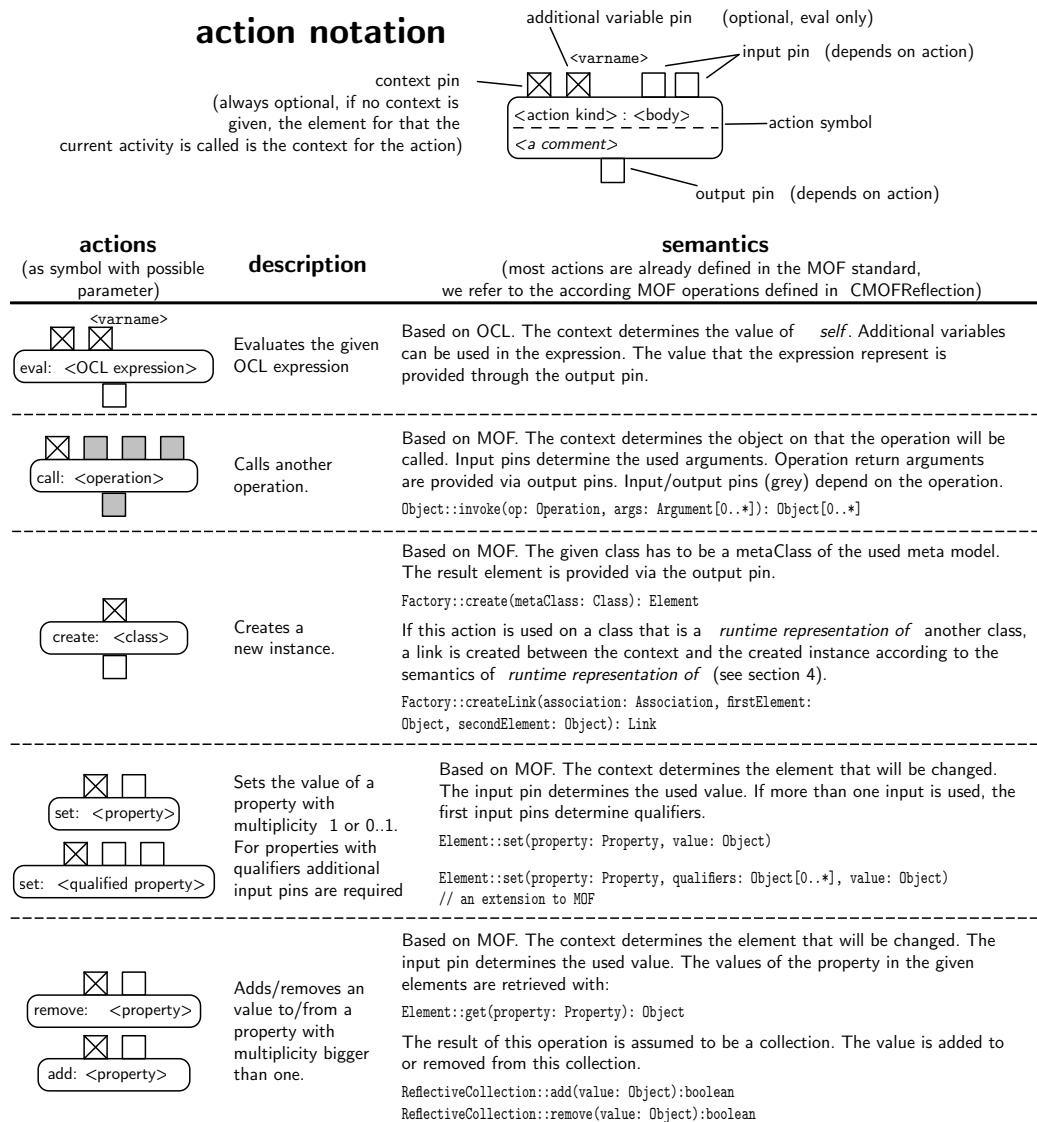 action notation
additional variable pin (optional, eval only)
<varname>
input pin (depends on action)
context pin
(always optional, if no context is
given, the element for that the
current activity is called is the context for the action)
<action kind> : <body>
<a comment>
action symbol
output pin (depends on action)
actions
(as symbol with possible
parameter)
description
semantics
(most actions are already defined in the MOF standard,
we refer to the according MOF operations defined in CMOFReflection)
<varname>
eval: <OCL expression>
Evaluates the given
OCL expression
Based on OCL. The context determines the value of self. Additional variables
can be used in the expression. The value that the expression represent is
provided through the output pin.
call: <operation>
Calls another
operation.
Based on MOF. The context determines the object on that the operation will be
called. Input pins determine the used arguments. Operation return arguments
are provided via output pins. Input/output pins (grey) depend on the operation.
Object::invoke(op: Operation, args: Argument[0..*]): Object[0..*]
create: <class>
Creates a
new instance.
Based on MOF. The given class has to be a metaClass of the used meta model.
The result element is provided via the output pin.
Factory::create(metaClass: Class): Element
If this action is used on a class that is a runtime representation of another class,
a link is created between the context and the created instance according to the
semantics of runtime representation of (see section 4).
Factory::createLink(association: Association, firstElement:
Object, secondElement: Object): Link
set: <property>
set: <qualified property>
Sets the value of a
property with
multiplicity 1 or 0..1.
For properties with
qualifiers additional
input pins are required
Based on MOF. The context determines the element that will be changed.
The input pin determines the used value. If more than one input is used, the
first input pins determine qualifiers.
Element::set(property: Property, value: Object)
Element::set(property: Property, qualifiers: Object[0..*], value: Object)
// an extension to MOF
remove: <property>
add: <property>
Adds/removes an
value to/from a
property with
multiplicity bigger
than one.
Based on MOF. The context determines the element that will be changed. The
input pin determines the used value. The values of the property in the given
elements are retrieved with:
Element::get(property: Property): Object
The result of this operation is assumed to be a collection. The value is added to
or removed from this collection.
ReflectiveCollection::add(value: Object):boolean
ReflectiveCollection::remove(value: Object):boolean